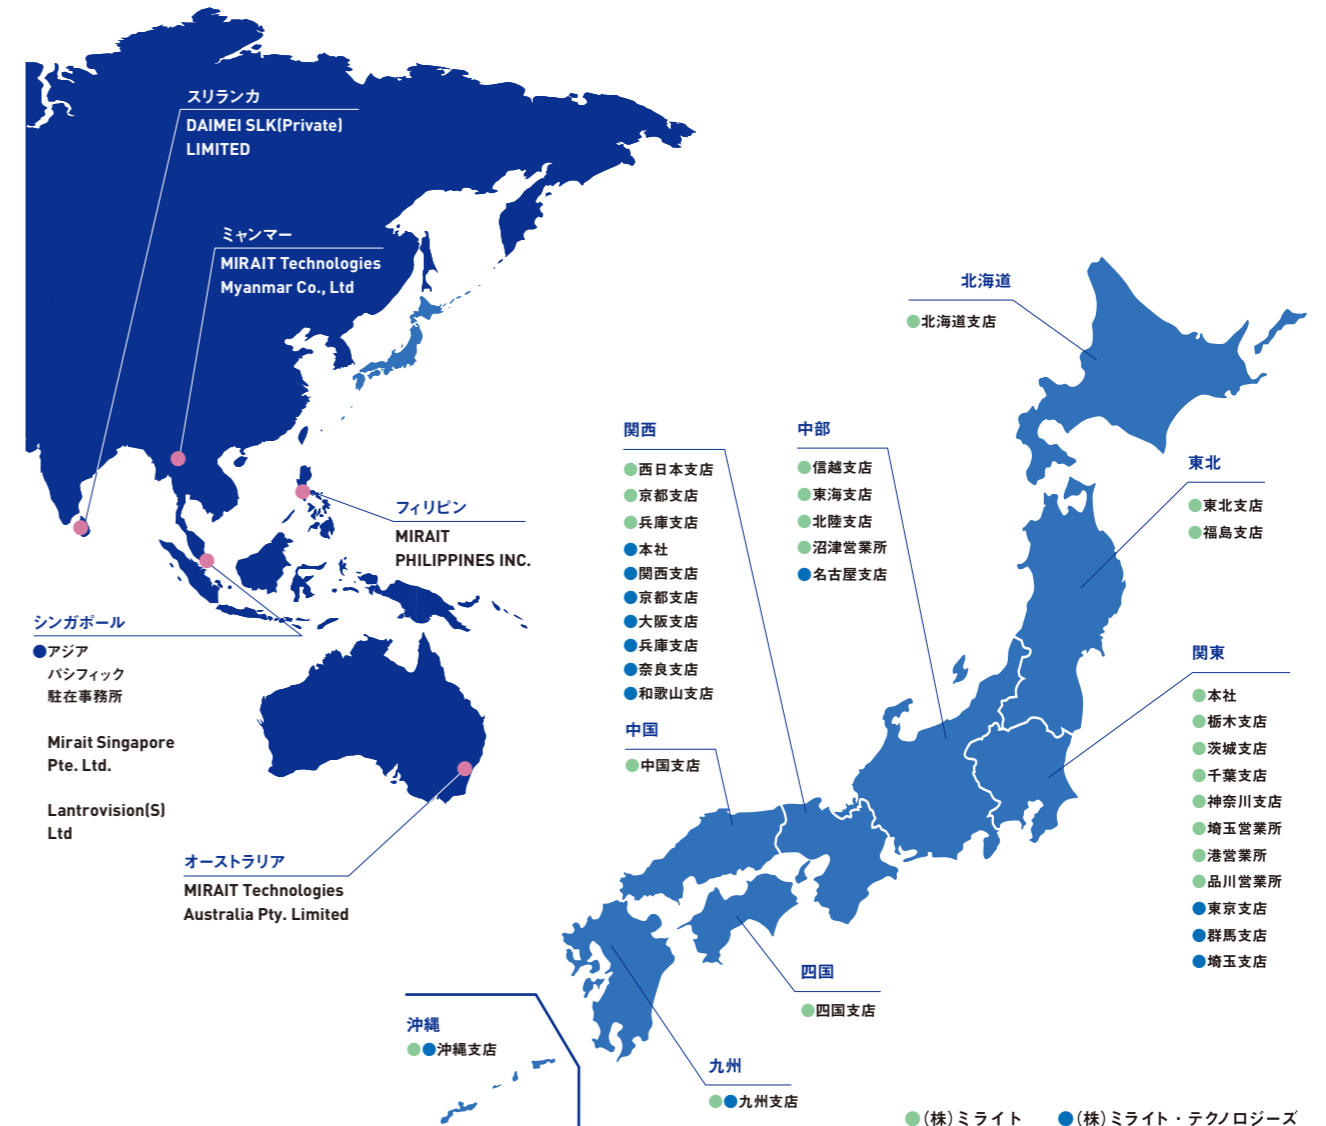 スリランカ
DAIMEI SLK(Private)
LIMITED
ミャンマー
MIRAIT Technologies
Myanmar Co., Ltd
フィリピン
MIRAIT
PHILIPPINES INC.
シンガポール
アジア
パシフィック
駐在事務所
Mirait Singapore
Pte. Ltd.
Lantrovision(S)
Ltd
オーストラリア
MIRAIT Technologies
Australia Pty. Limited
北海道
北海道支店
東北
東北支店
福島支店
関東
本社
栃木支店
茨城支店
千葉支店
神奈川支店
埼玉営業所
港営業所
品川営業所
東京支店
群馬支店
埼玉支店
中部
信越支店
東海支店
北陸支店
沼津営業所
名古屋支店
関西
西日本支店
京都支店
兵庫支店
本社
関西支店
京都支店
大阪支店
兵庫支店
奈良支店
和歌山支店
中国
中国支店
四国
四国支店
九州
九州支店
沖縄
沖縄支店
(株)ミライト
(株)ミライト・テクノロジーズ